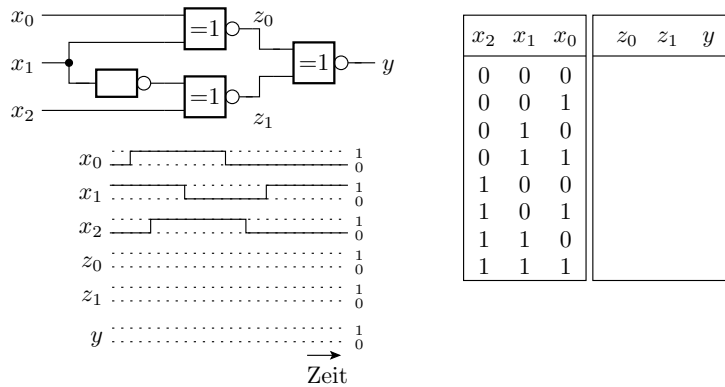 x₀
=1
z₀
x₁
=1
y
=1
x₂
z₁
x₀ 1 0
x₁ 1 0
x₂ 1 0
z₀ 1 0
z₁ 1 0
y 1 0
Zeit
x₂ x₁ x₀ z₀ z₁ y
0 0 0
0 0 1
0 1 0
0 1 1
1 0 0
1 0 1
1 1 0
1 1 1